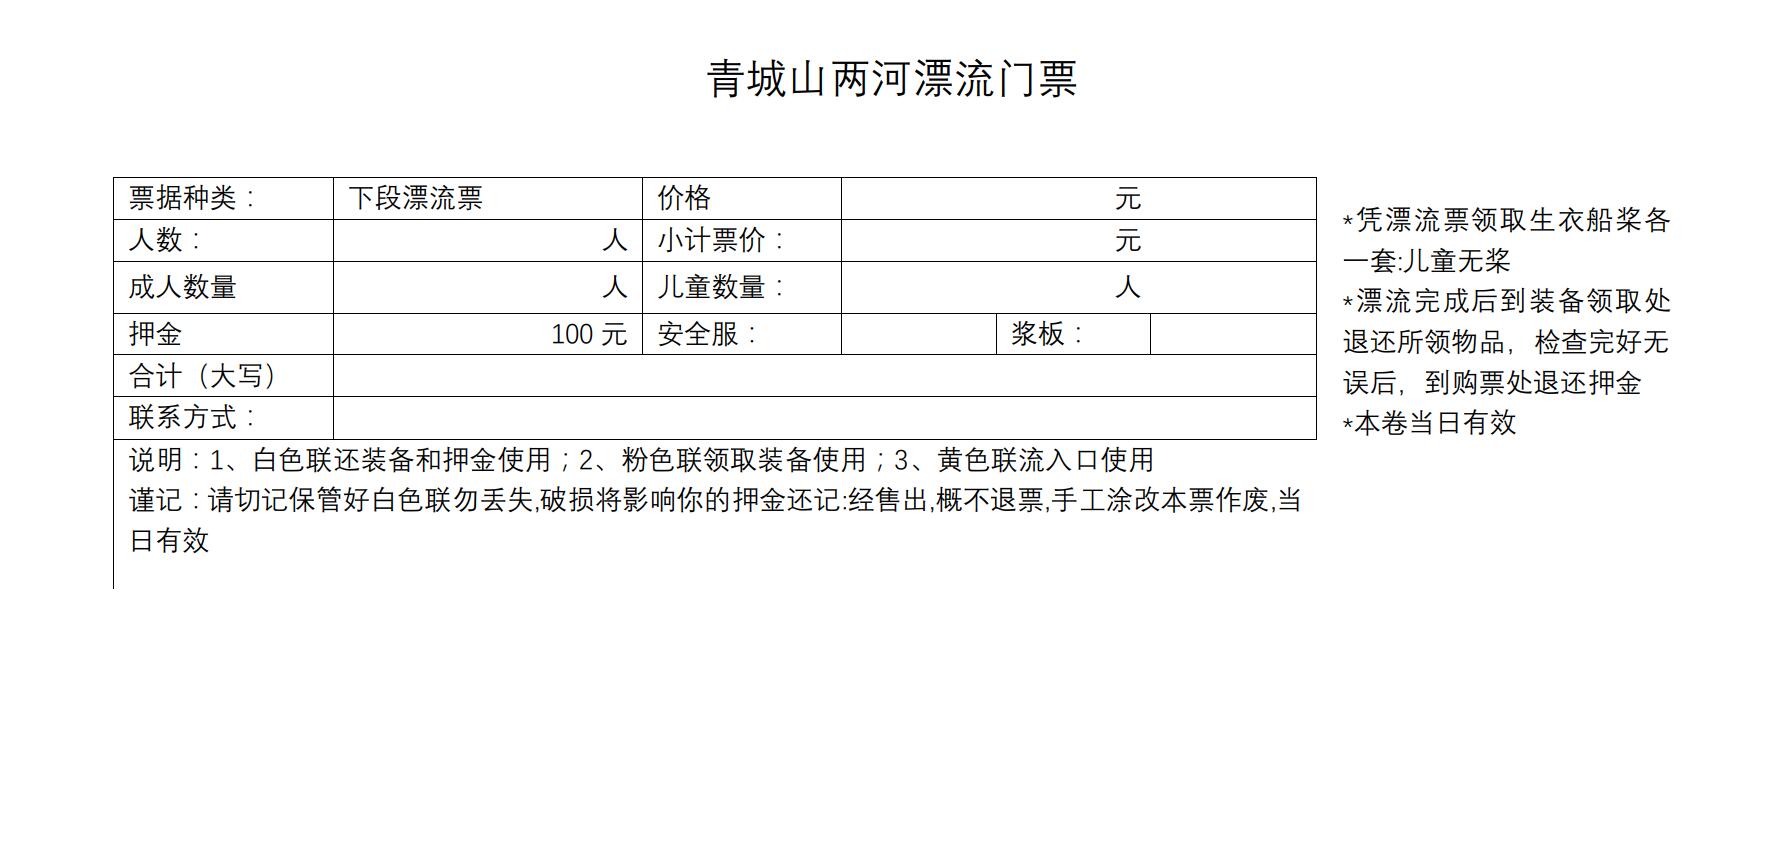 青城山两河漂流门票
票据种类： 下段漂流票 价格 元
人数： 人 小计票价： 元
成人数量 人 儿童数量： 人
押金 100 元 安全服： 浆板：
合计（大写）
联系方式：
说明：1、白色联还装备和押金使用；2、粉色联领取装备使用；3、黄色联流入口使用
谨记：请切记保管好白色联勿丢失,破损将影响你的押金还记:经售出,概不退票,手工涂改本票作废,当
日有效
*凭漂流票领取生衣船桨各
一套:儿童无桨
*漂流完成后到装备领取处
退还所领物品，检查完好无
误后，到购票处退还押金
*本卷当日有效